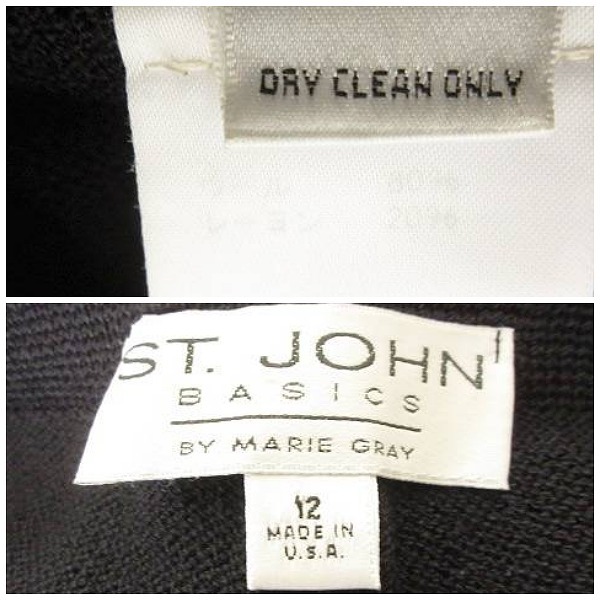 DRY CLEAN ONLY
ウール 80%
レーヨン 20%
ST. JOHN
BASICS
BY MARIE GRAY
12
MADE IN
U.S.A.